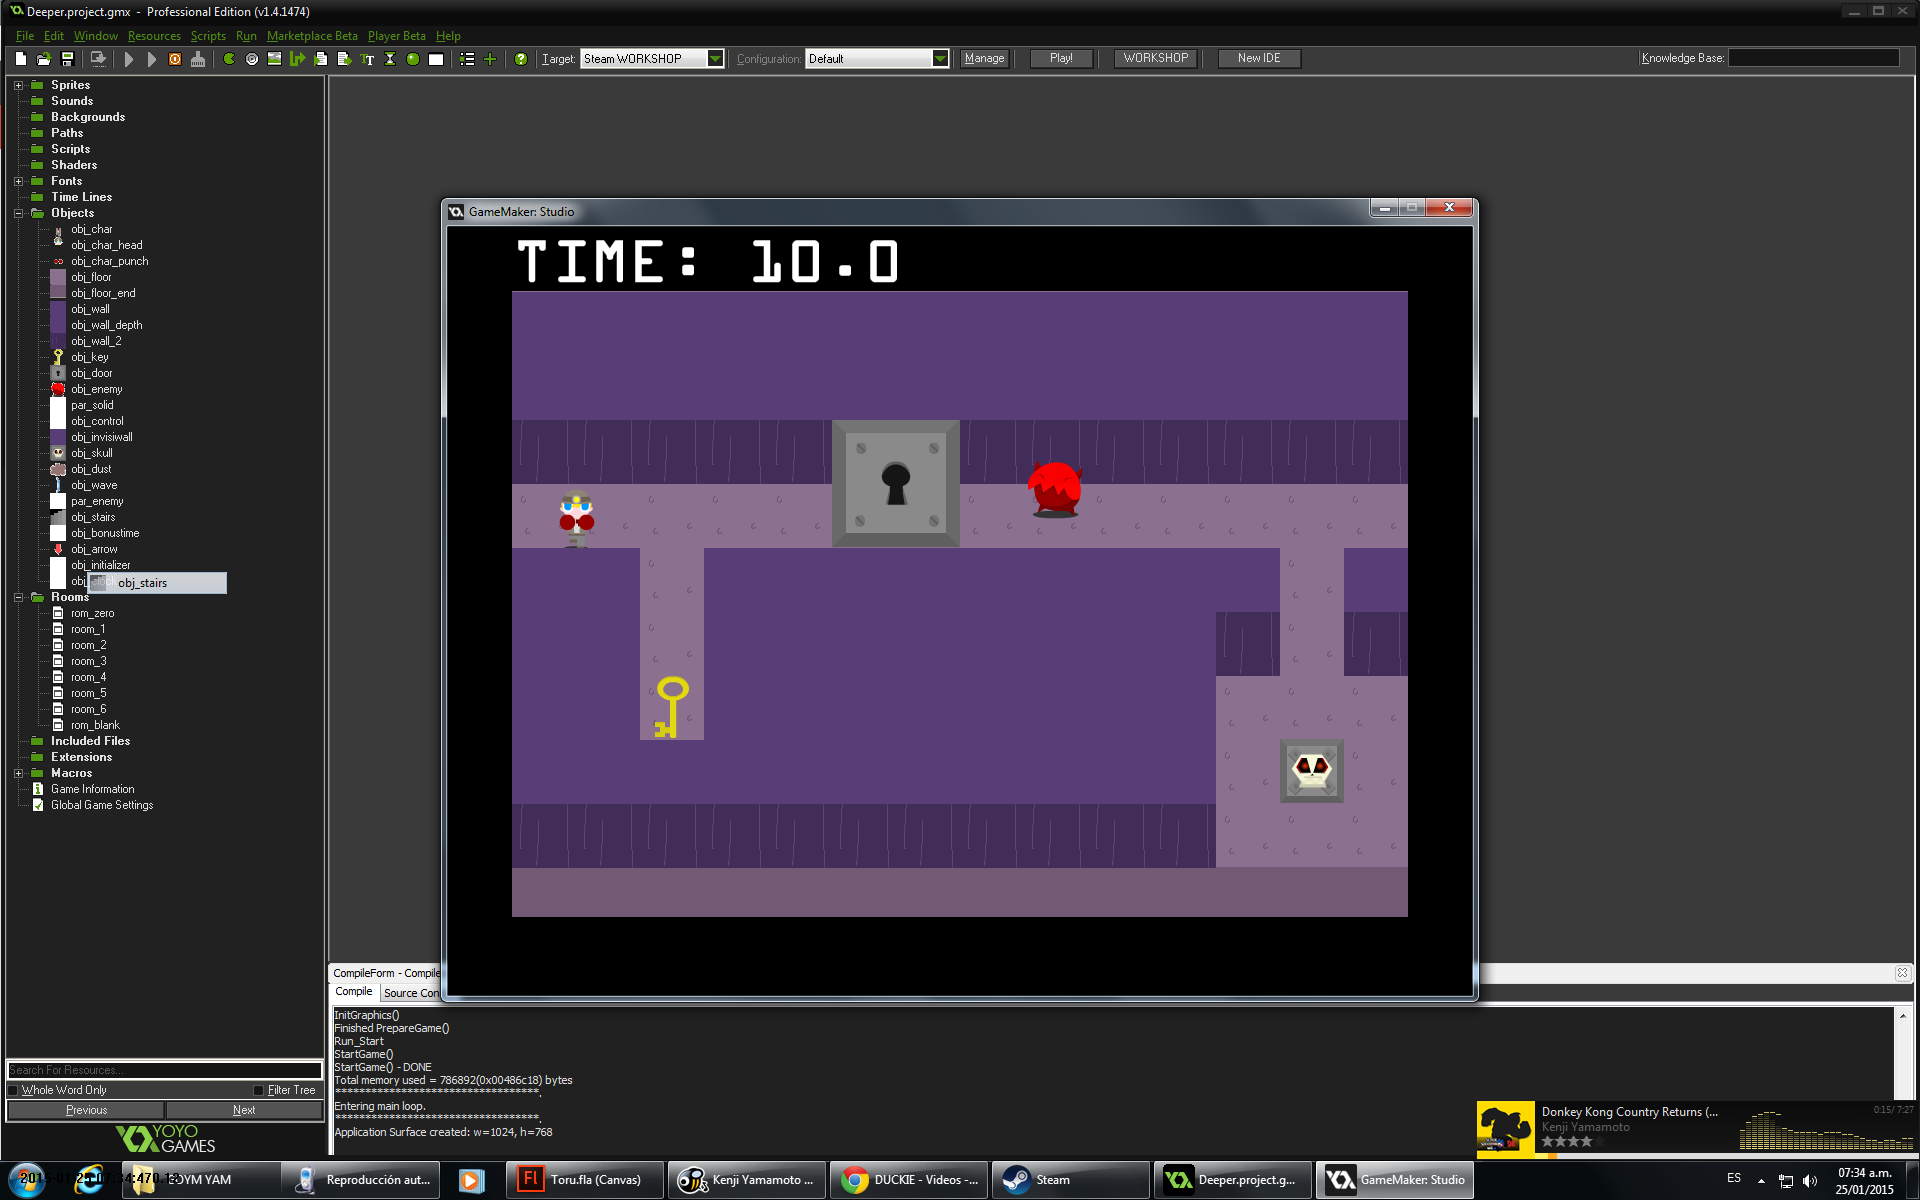 Deeper.project.gmx - Professional Edition (v1.4.1474)
File Edit Window Resources Scripts Run Marketplace Beta Player Beta Help
Target: Steam WORKSHOP Configuration: Default Manage Play! WORKSHOP New IDE Knowledge Base:
Sprites
Sounds
Backgrounds
Paths
Scripts
Shaders
Fonts
Time Lines
Objects
obj_char
obj_char_head
obj_char_punch
obj_floor
obj_floor_end
obj_wall
obj_wall_depth
obj_wall_2
obj_key
obj_door
obj_enemy
par_solid
obj_control
obj_invisiwall
obj_skull
obj_dust
obj_wave
par_enemy
obj_stairs
obj_bonustime
obj_arrow
obj_initializer
obj_stairs
Rooms
rom_zero
room_1
room_2
room_3
room_4
room_5
room_6
rom_blank
Included Files
Extensions
Macros
Game Information
Global Game Settings
Search For Resources...
Whole Word Only Filter Tree
Previous Next
YOYO
GAMES
GameMaker: Studio
TIME: 10.0
CompileForm - Compile
Compile Source Con
InitGraphics()
Finished PrepareGame()
Run_Start
StartGame()
StartGame() - DONE
Total memory used = 786892(0x00486c18) bytes
Entering main loop.
Application Surface created: w=1024, h=768
Donkey Kong Country Returns (...
Kenji Yamamoto
0:15/ 7:27
Reproducción aut...
Toru.fla (Canvas)
Kenji Yamamoto ...
DUCKIE - Videos -...
Steam
Deeper.project.g...
GameMaker: Studio
ES
07:34 a.m.
25/01/2015